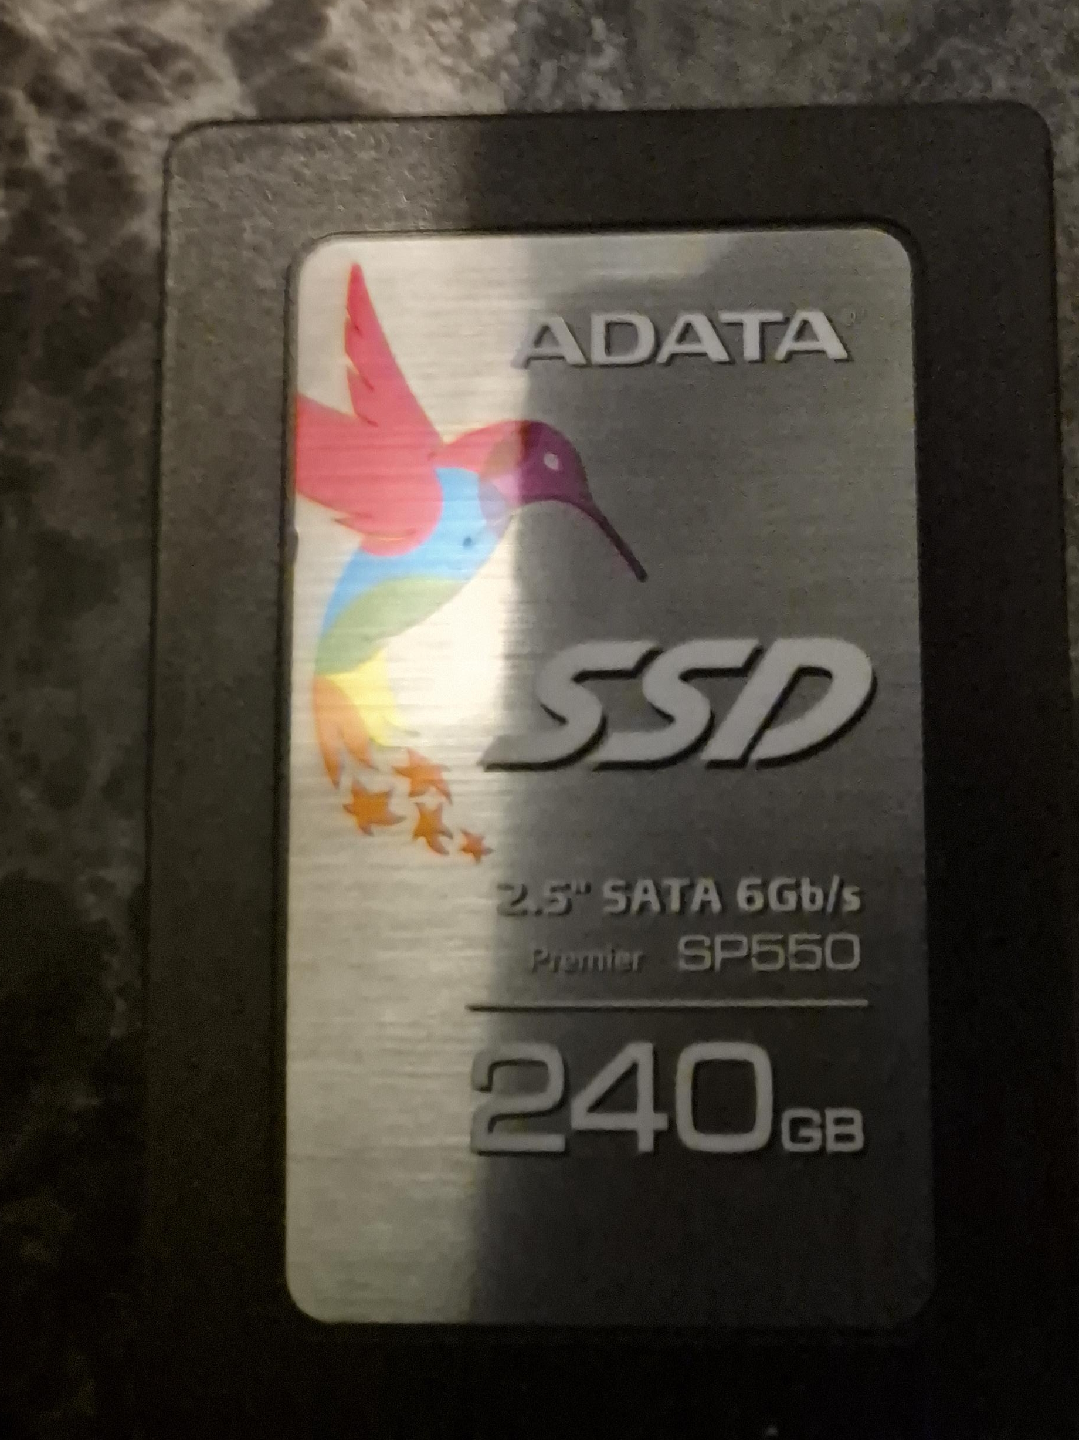 ADATA
SSD
2.5" SATA 6Gb/s
Premier SP550
240GB